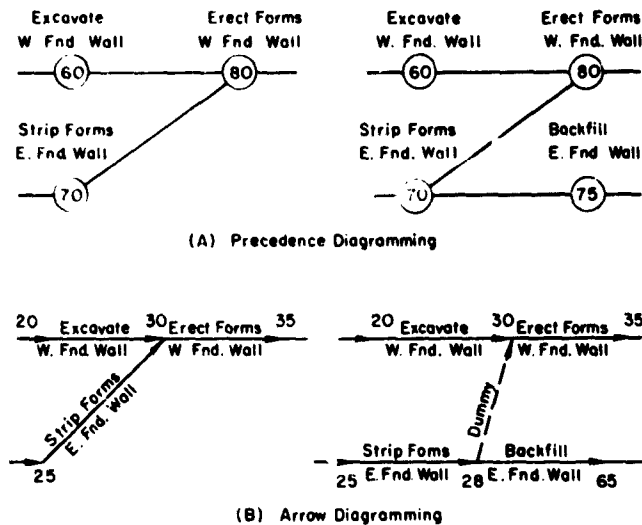 Excavate
W. Fnd Wall
Erect Forms
W Fnd Wall
60
80
Strip Forms
E. Fnd. Wall
70
Excavate
W. Fnd. Wall
Erect Forms
W. Fnd. Wall
60
80
Strip Forms
E. Fnd. Wall
Backfill
E. Fnd Wall
70
75
(A) Precedence Diagramming
20
Excavate
W. Fnd. Wall
30
Erect Forms
W Fnd. Wall
35
Strip Forms
E. Fnd. Wall
25
20
Excavate
W. Fnd. Wall
30
Erect Forms
W. Fnd. Wall
35
Dummy
Strip Foms
E. Fnd. Wall
Backfill
E. Fnd. Wall
25
28
65
(B) Arrow Diagramming